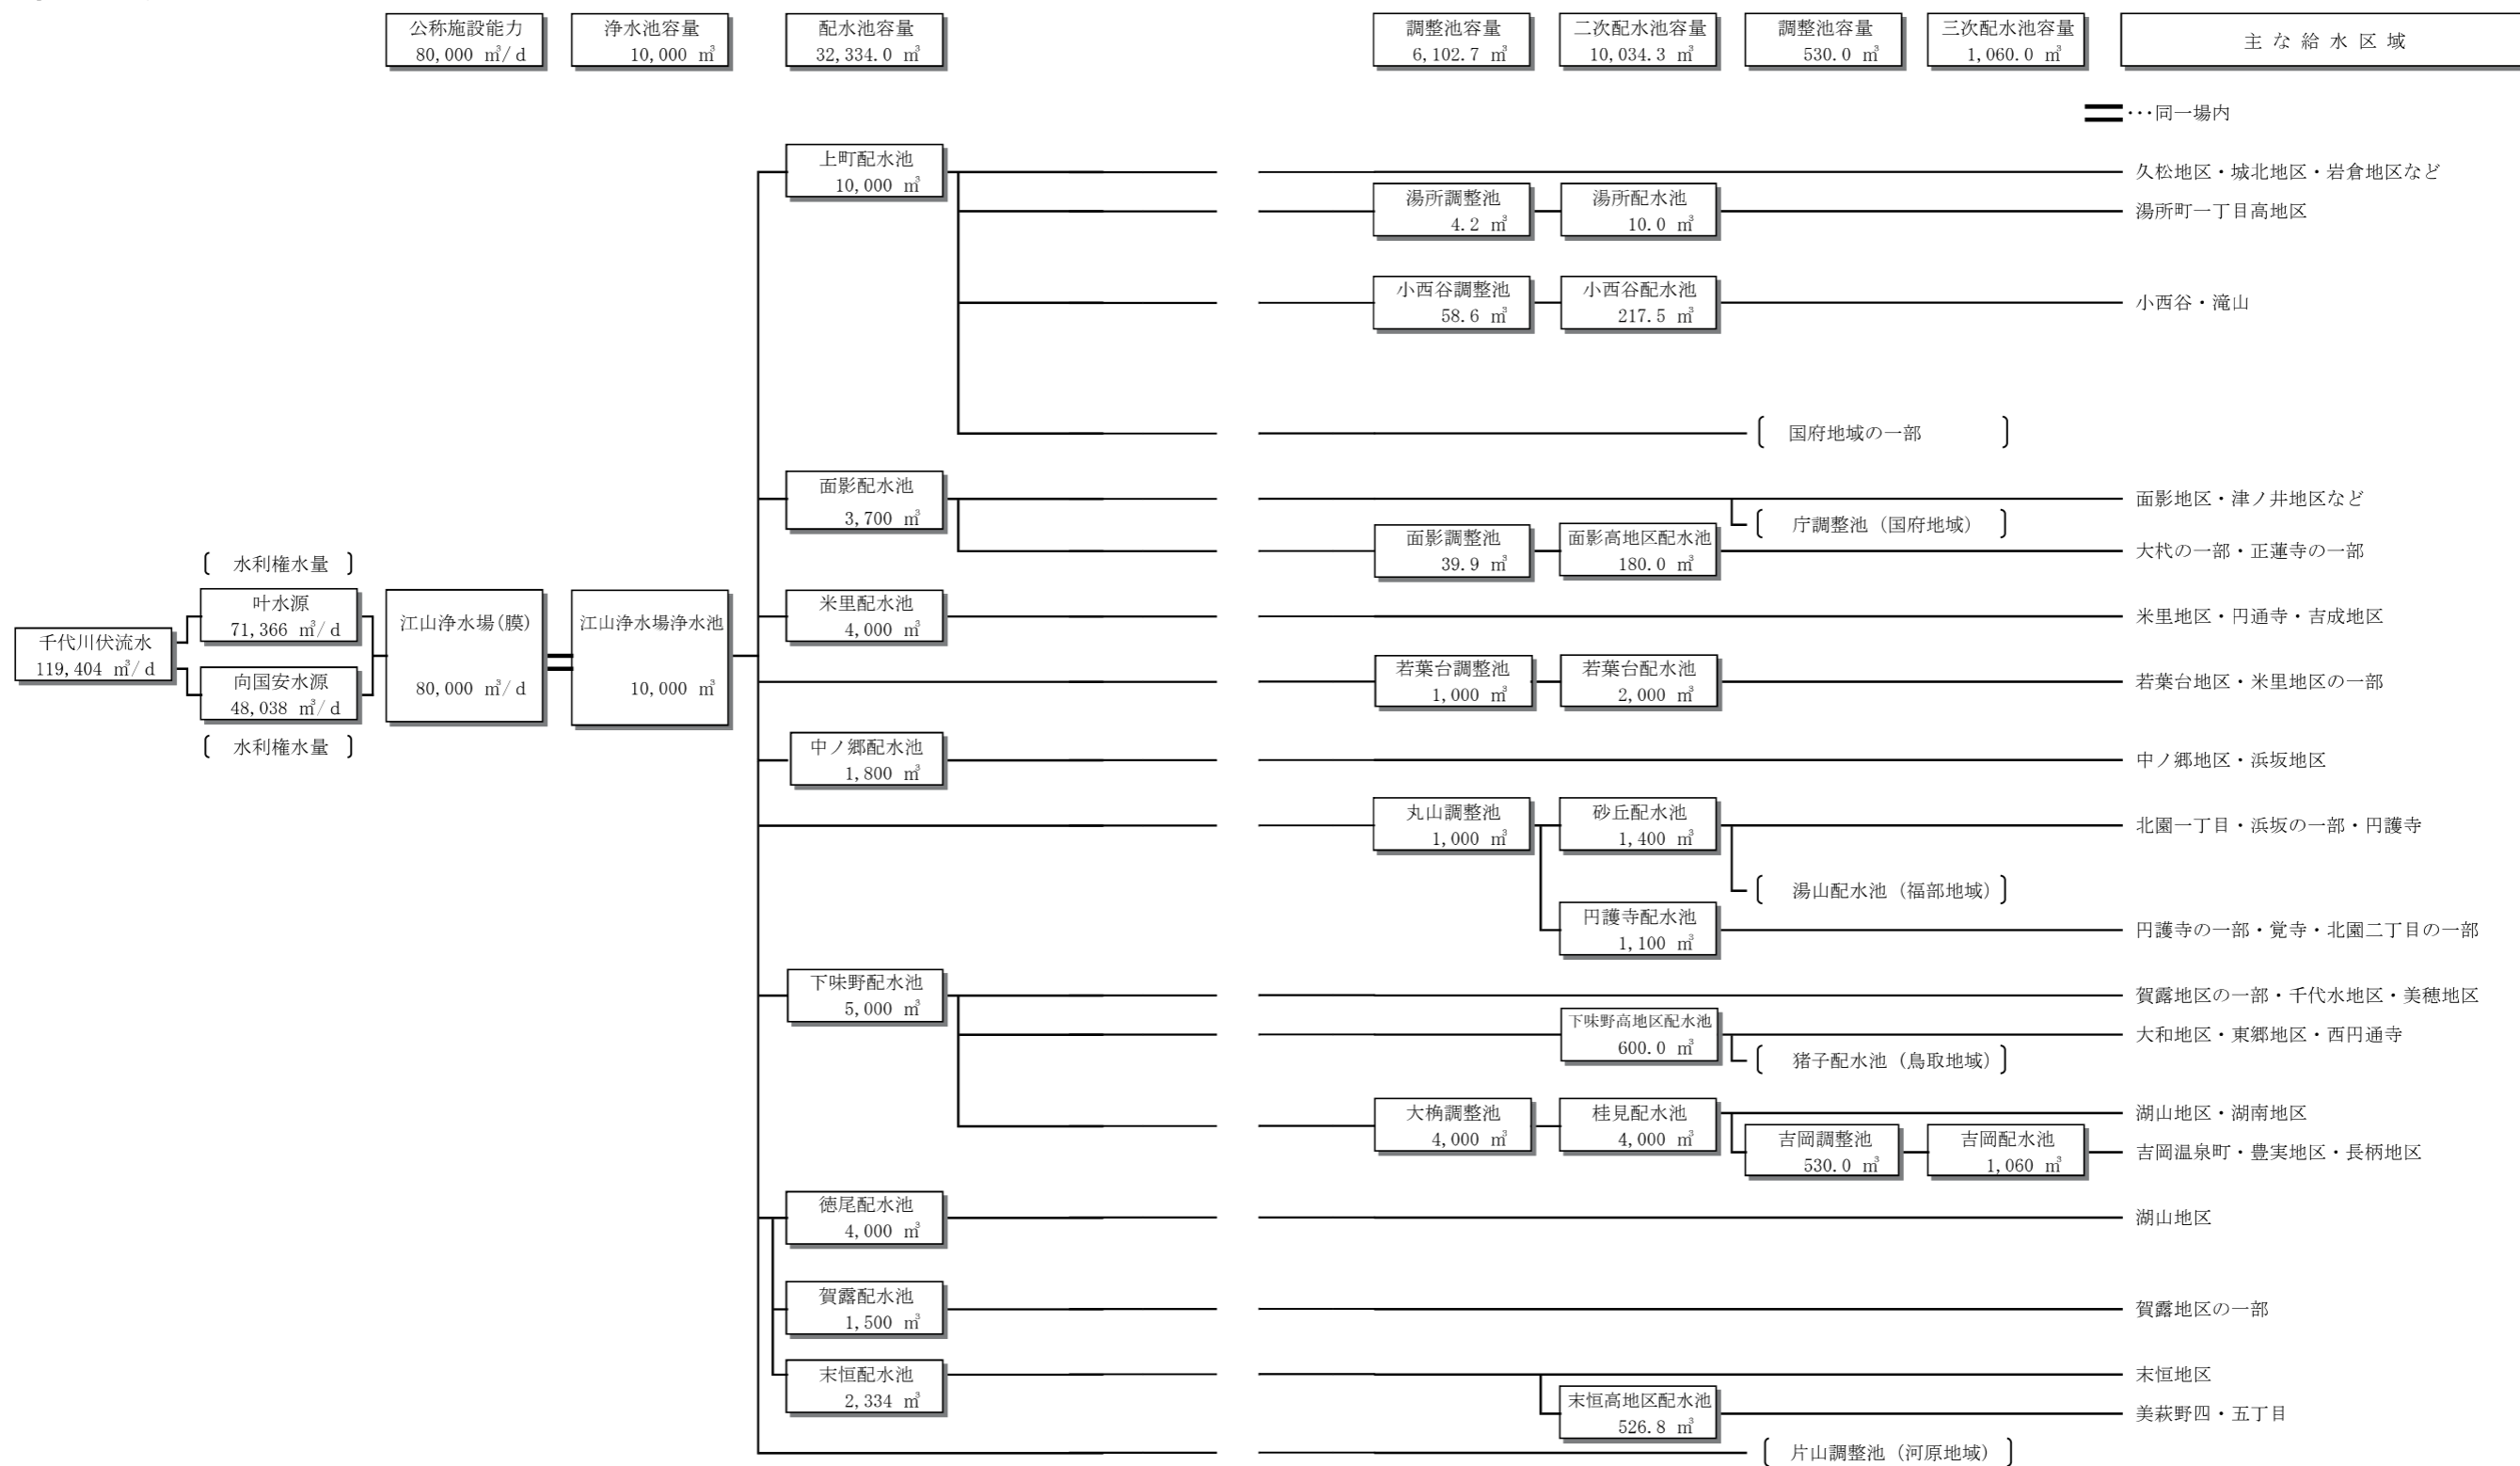 公称施設能力
80,000 ㎥/d
浄水池容量
10,000 ㎥
配水池容量
32,334.0 ㎥
調整池容量
6,102.7 ㎥
二次配水池容量
10,034.3 ㎥
調整池容量
530.0 ㎥
三次配水池容量
1,060.0 ㎥
主な給水区域
･･･同一場内
上町配水池
10,000 ㎥
久松地区・城北地区・岩倉地区など
湯所調整池
4.2 ㎥
湯所配水池
10.0 ㎥
湯所町一丁目高地区
小西谷調整池
58.6 ㎥
小西谷配水池
217.5 ㎥
小西谷・滝山
国府地域の一部
面影配水池
3,700 ㎥
面影地区・津ノ井地区など
庁調整池（国府地域）
面影調整池
39.9 ㎥
面影高地区配水池
180.0 ㎥
大杙の一部・正蓮寺の一部
水利権水量
叶水源
71,366 ㎥/d
千代川伏流水
119,404 ㎥/d
向国安水源
48,038 ㎥/d
水利権水量
江山浄水場(膜)
80,000 ㎥/d
江山浄水場浄水池
10,000 ㎥
米里配水池
4,000 ㎥
米里地区・円通寺・吉成地区
若葉台調整池
1,000 ㎥
若葉台配水池
2,000 ㎥
若葉台地区・米里地区の一部
中ノ郷配水池
1,800 ㎥
中ノ郷地区・浜坂地区
丸山調整池
1,000 ㎥
砂丘配水池
1,400 ㎥
北園一丁目・浜坂の一部・円護寺
湯山配水池（福部地域）
円護寺配水池
1,100 ㎥
円護寺の一部・覚寺・北園二丁目の一部
下味野配水池
5,000 ㎥
賀露地区の一部・千代水地区・美穂地区
下味野高地区配水池
600.0 ㎥
大和地区・東郷地区・西円通寺
猪子配水池（鳥取地域）
大桷調整池
4,000 ㎥
桂見配水池
4,000 ㎥
湖山地区・湖南地区
吉岡調整池
530.0 ㎥
吉岡配水池
1,060 ㎥
吉岡温泉町・豊実地区・長柄地区
徳尾配水池
4,000 ㎥
湖山地区
賀露配水池
1,500 ㎥
賀露地区の一部
末恒配水池
2,334 ㎥
末恒地区
末恒高地区配水池
526.8 ㎥
美萩野四・五丁目
片山調整池（河原地域）